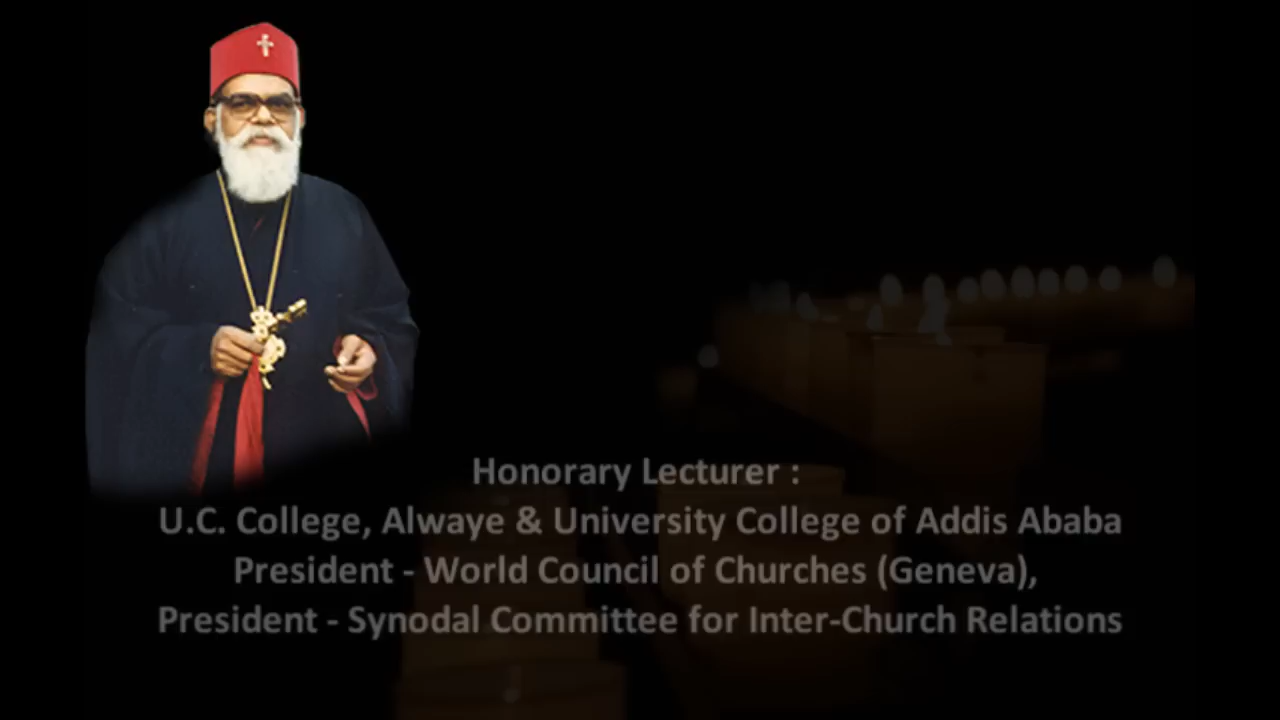 Honorary Lecturer :
U.C. College, Alwaye & University College of Addis Ababa
President - World Council of Churches (Geneva),
President - Synodal Committee for Inter-Church Relations